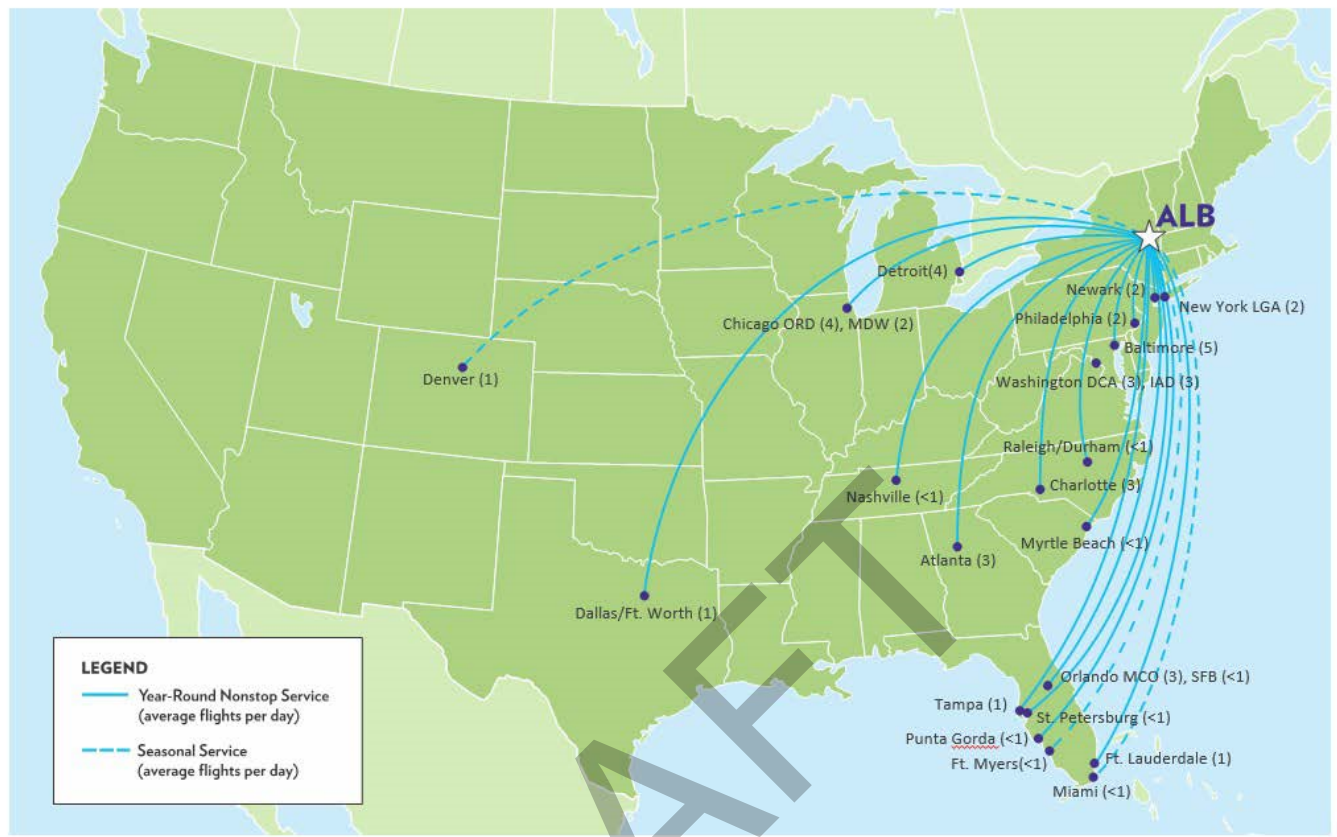 ALB
Detroit(4)
Newark (2)
New York LGA (2)
Chicago ORD (4), MDW (2)
Philadelphia (2)
Baltimore (5)
Denver (1)
Washington DCA (3), IAD (3)
Raleigh/Durham (<1)
Charlotte (3)
Nashville (<1)
Myrtle Beach (<1)
Atlanta (3)
Dallas/Ft. Worth (1)
LEGEND
Year-Round Nonstop Service
(average flights per day)
Seasonal Service
(average flights per day)
Orlando MCO (3), SFB (<1)
Tampa (1)
St. Petersburg (<1)
Punta Gorda (<1)
Ft. Myers(<1)
Ft. Lauderdale (1)
Miami (<1)
AFT